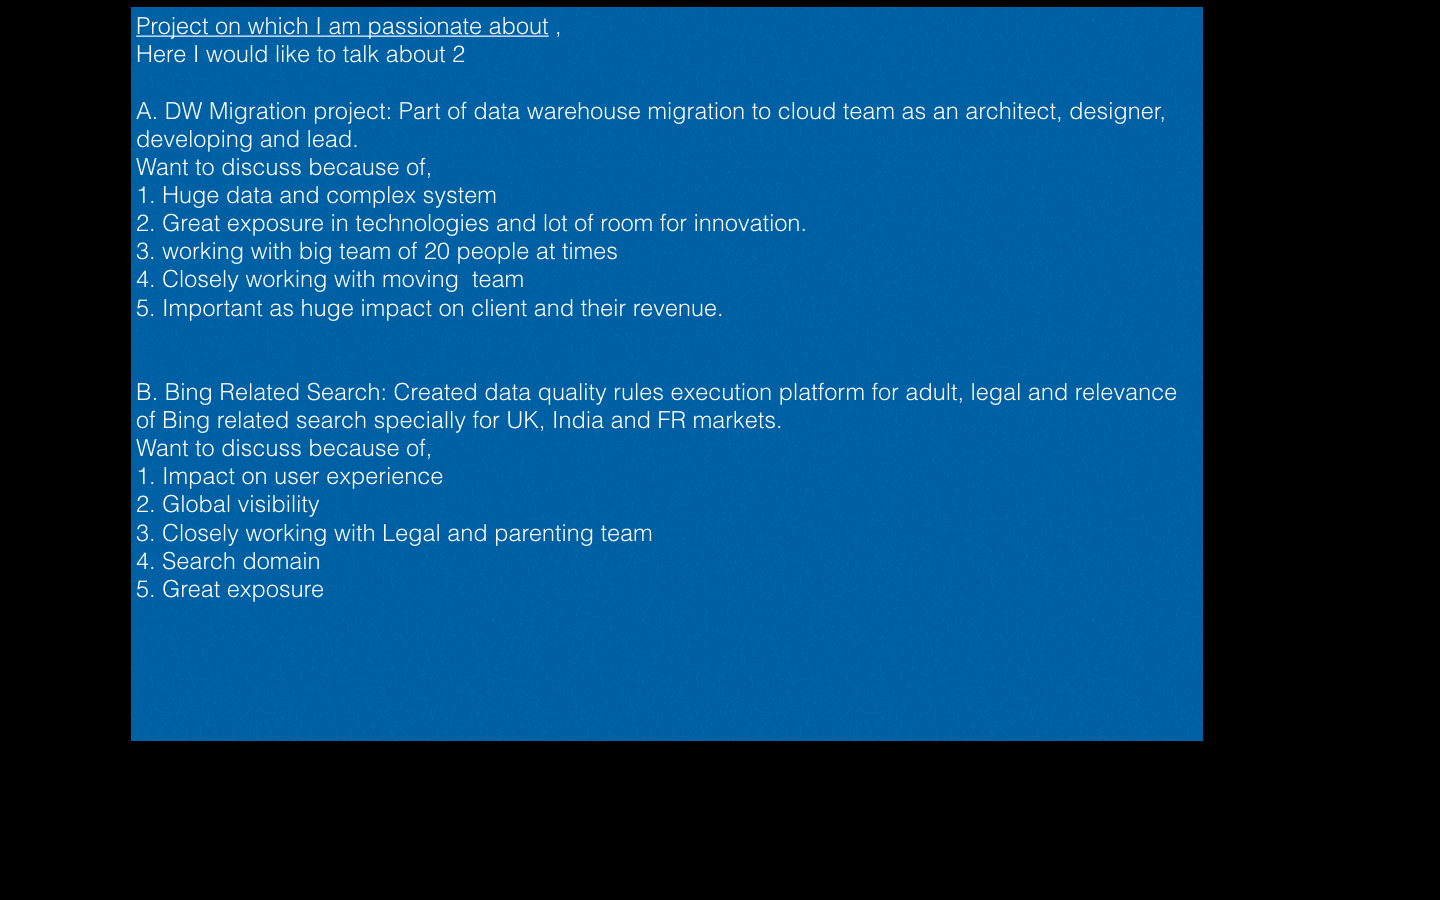 Project on which I am passionate about ,
Here I would like to talk about 2
A. DW Migration project: Part of data warehouse migration to cloud team as an architect, designer,
developing and lead.
Want to discuss because of,
1. Huge data and complex system
2. Great exposure in technologies and lot of room for innovation.
3. working with big team of 20 people at times
4. Closely working with moving  team
5. Important as huge impact on client and their revenue.
B. Bing Related Search: Created data quality rules execution platform for adult, legal and relevance
of Bing related search specially for UK, India and FR markets.
Want to discuss because of,
1. Impact on user experience
2. Global visibility
3. Closely working with Legal and parenting team
4. Search domain
5. Great exposure